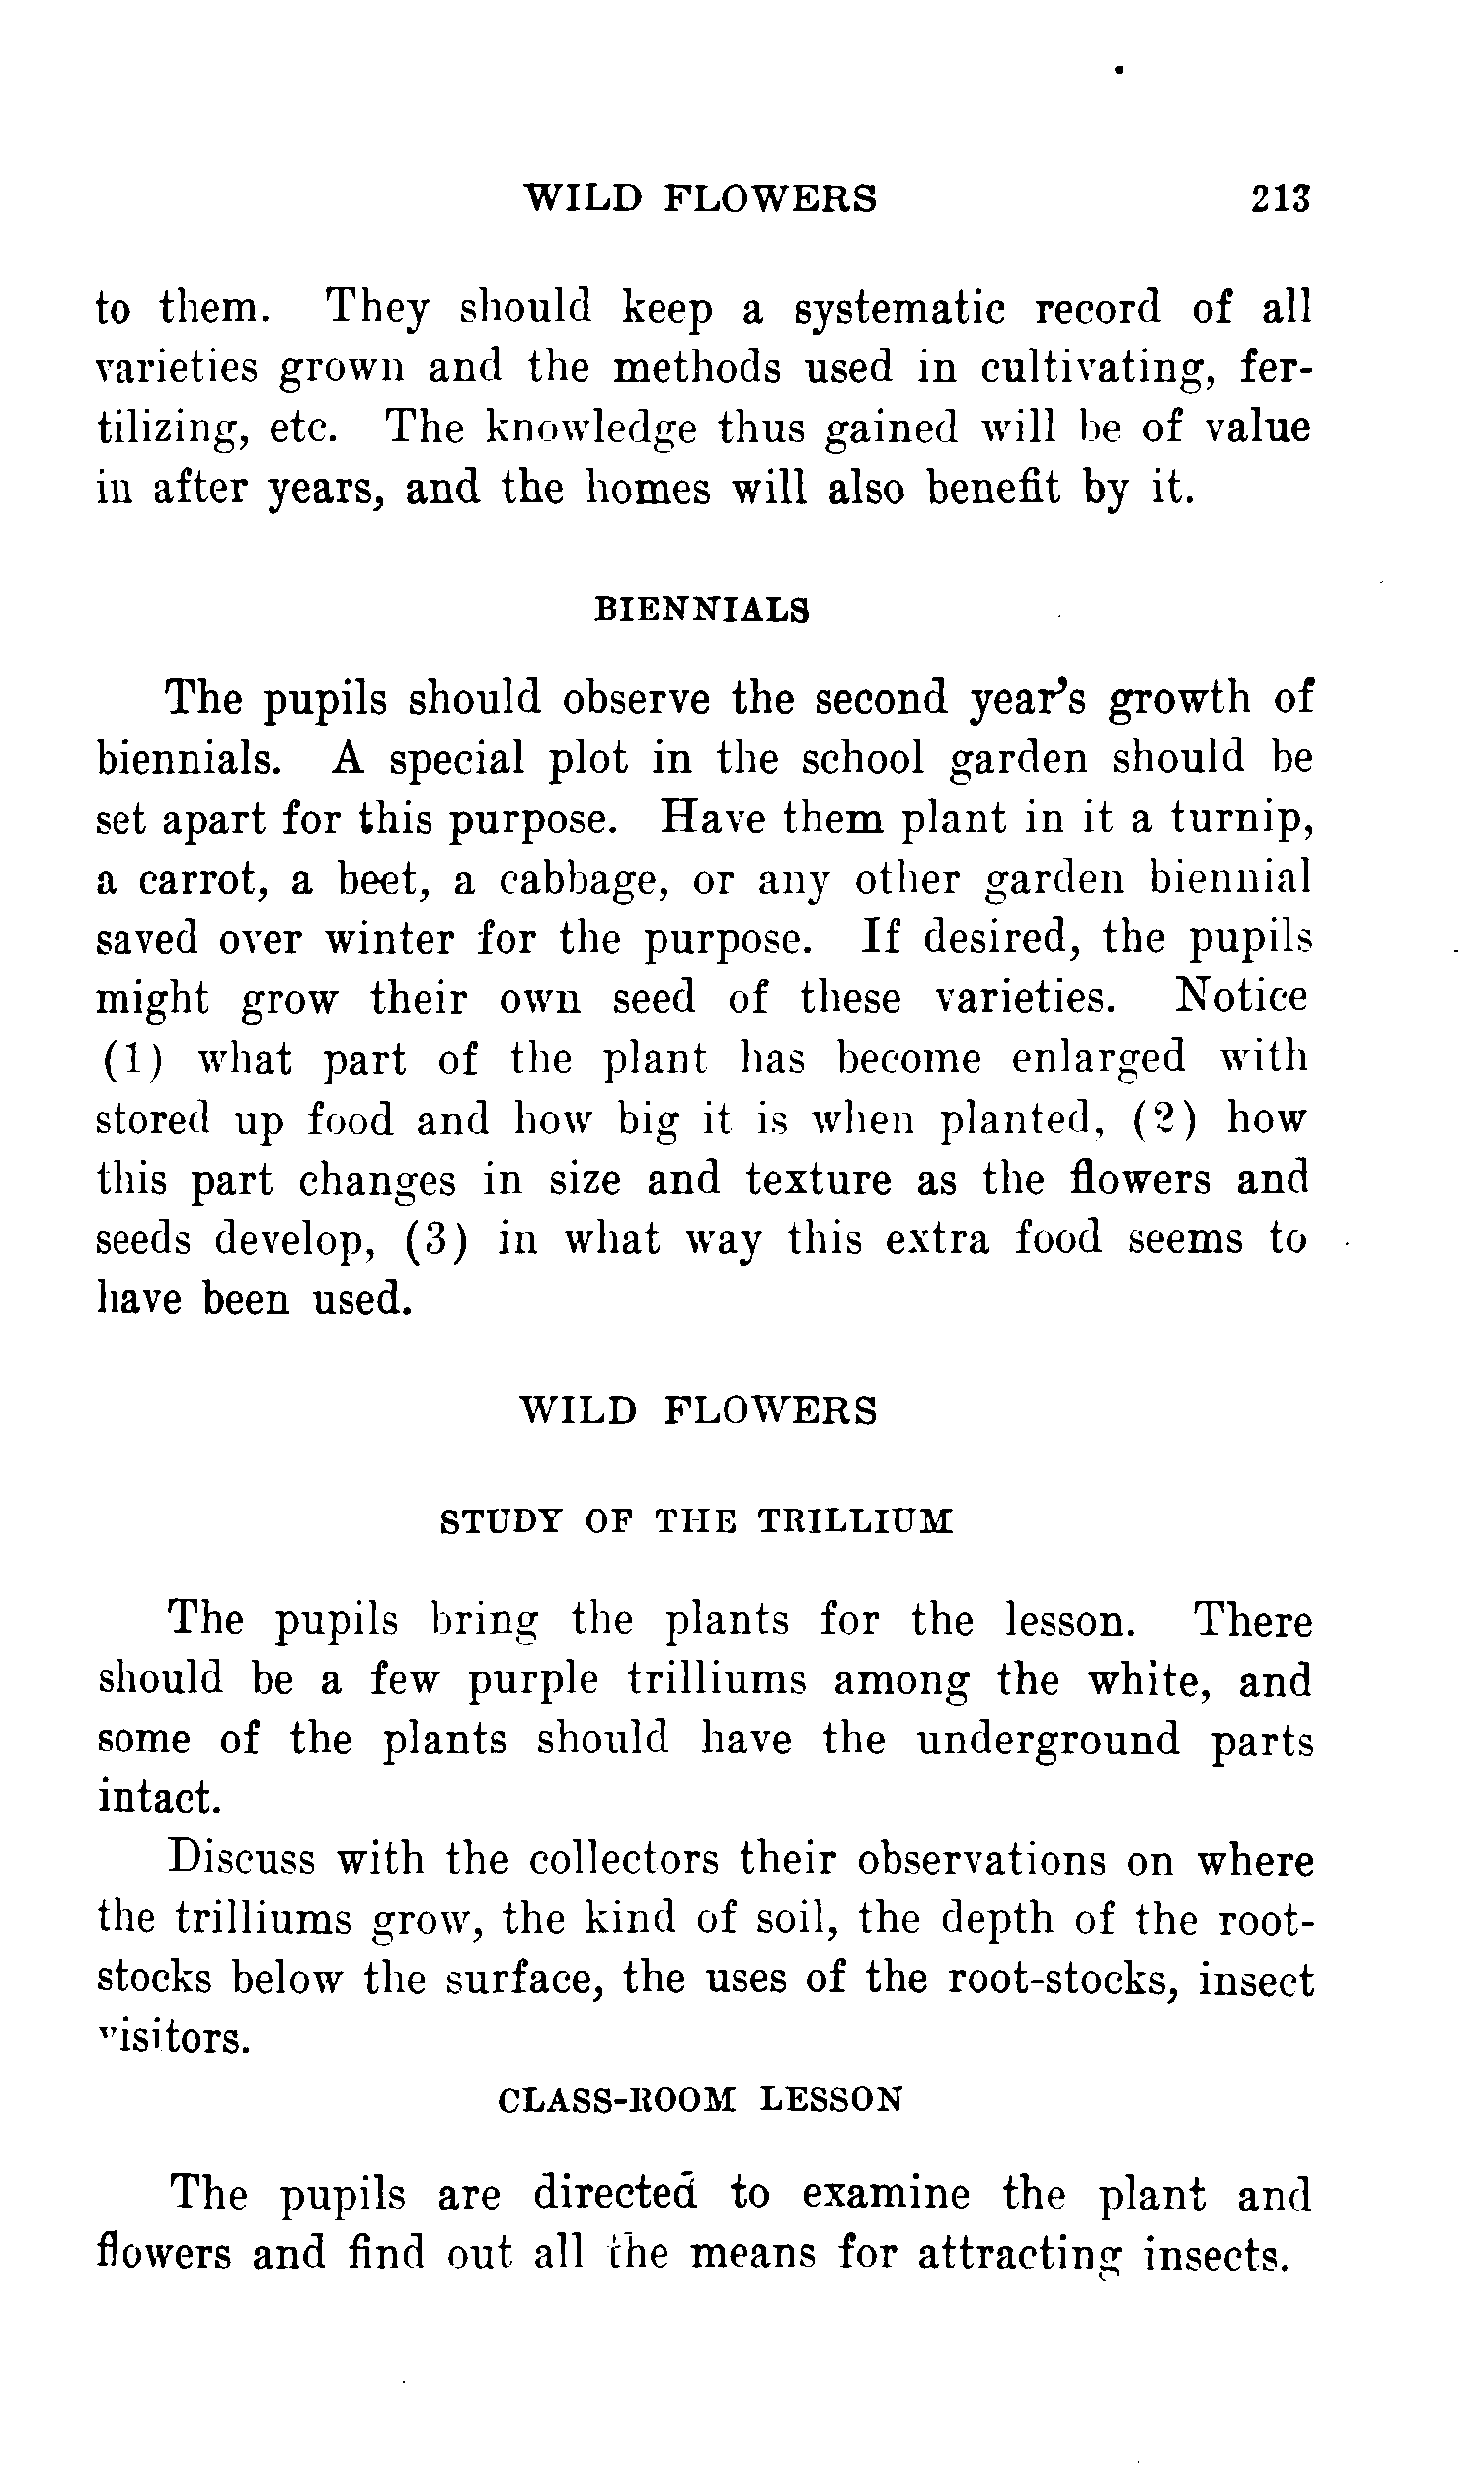 WILD FLOWERS 213
to them. They should keep a systematic record of all
varieties grown and the methods used in cultivating, fer-
tilizing, etc. The knowledge thus gained will be of value
in after years, and the homes will also benefit by it.
BIENNIALS
The pupils should observe the second year's growth of
biennials. A special plot in the school garden should be
set apart for this purpose. Have them plant in it a turnip,
a carrot, a beet, a cabbage, or any other garden biennial
saved over winter for the purpose. If desired, the pupils
might grow their own seed of these varieties. Notice
(1) what part of the plant has become enlarged with
stored up food and how big it is when planted, (2) how
this part changes in size and texture as the flowers and
seeds develop, (3) in what way this extra food seems to
have been used.
WILD FLOWERS
STUDY OF THE TRILLIUM
The pupils bring the plants for the lesson. There
should be a few purple trilliums among the white, and
some of the plants should have the underground parts
intact.
Discuss with the collectors their observations on where
the trilliums grow, the kind of soil, the depth of the root-
stocks below the surface, the uses of the root-stocks, insect
visitors.
CLASS-ROOM LESSON
The pupils are directed to examine the plant and
flowers and find out all the means for attracting insects.